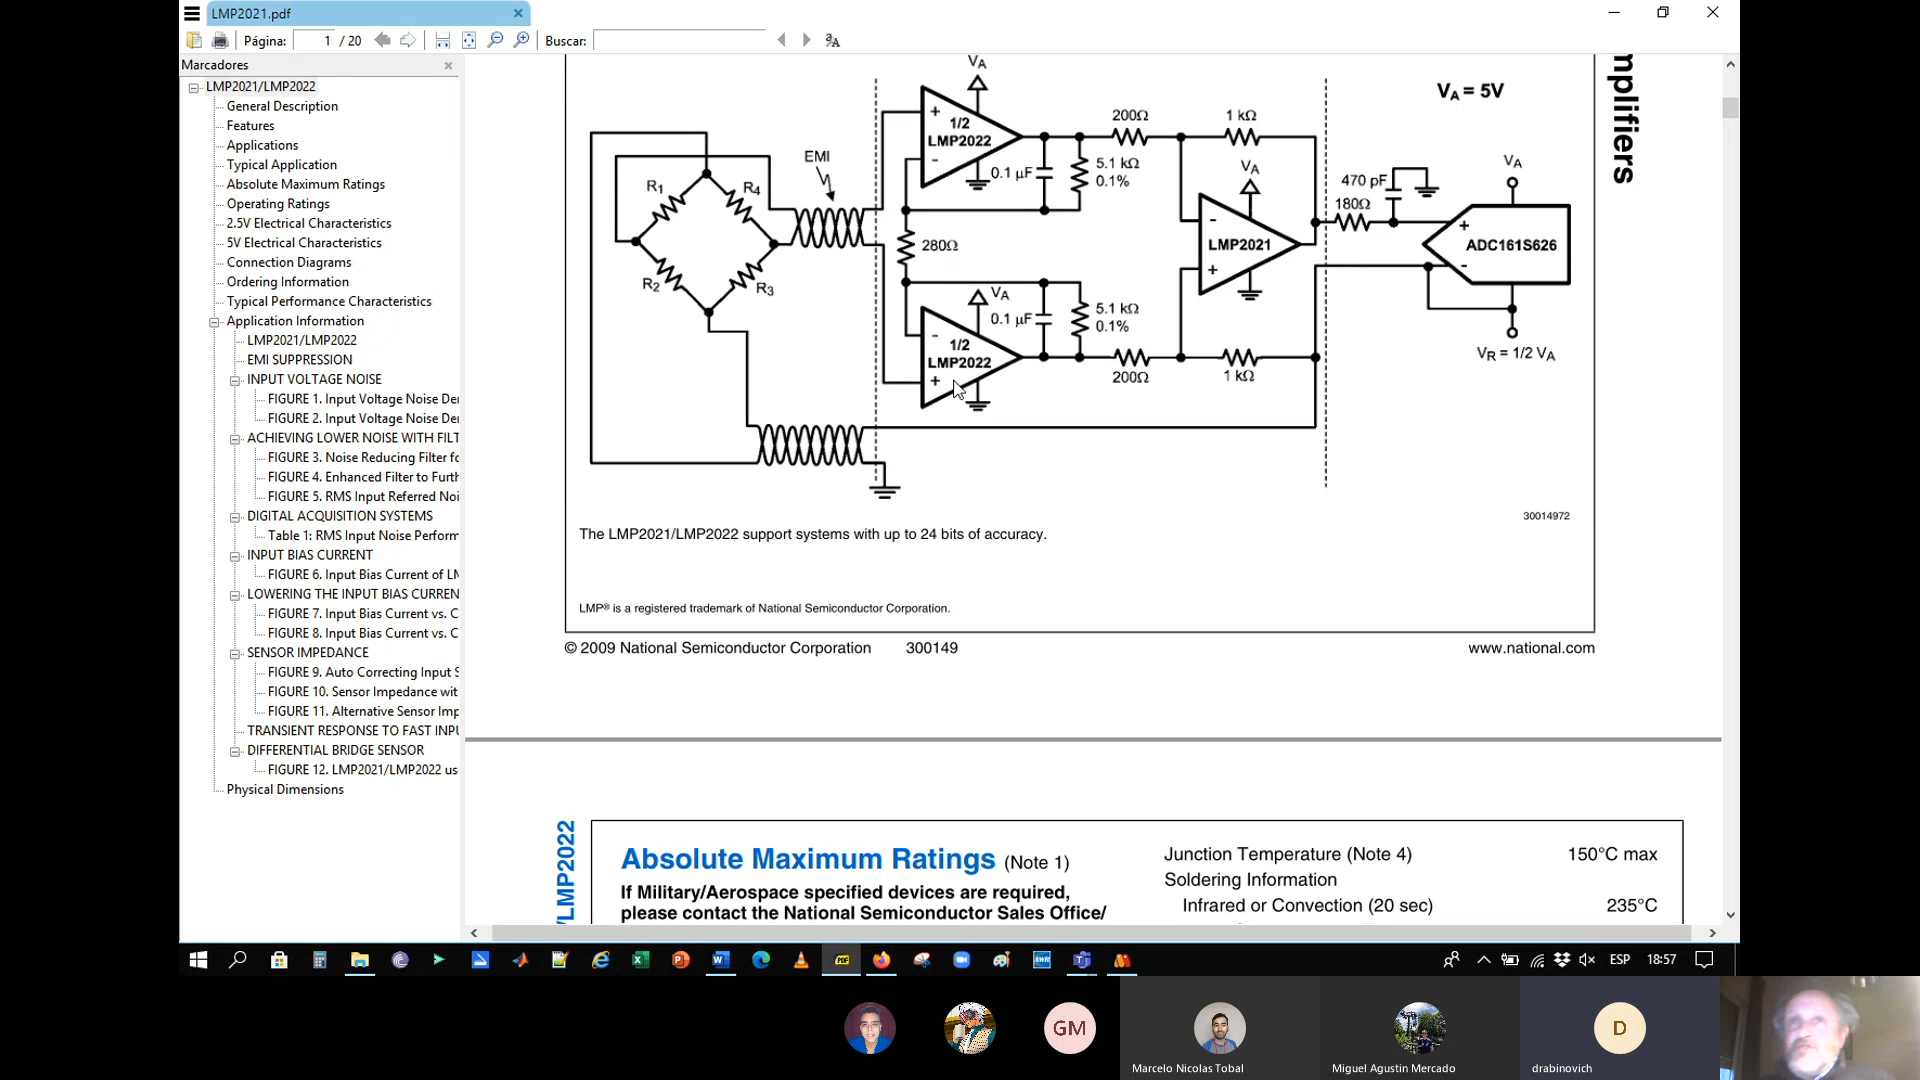 LMP2021.pdf
Página: 1 / 20 Buscar:
Marcadores
LMP2021/LMP2022
General Description
Features
Applications
Typical Application
Absolute Maximum Ratings
Operating Ratings
2.5V Electrical Characteristics
5V Electrical Characteristics
Connection Diagrams
Ordering Information
Typical Performance Characteristics
Application Information
LMP2021/LMP2022
EMI SUPPRESSION
INPUT VOLTAGE NOISE
FIGURE 1. Input Voltage Noise De
FIGURE 2. Input Voltage Noise De
ACHIEVING LOWER NOISE WITH FILT
FIGURE 3. Noise Reducing Filter fo
FIGURE 4. Enhanced Filter to Furth
FIGURE 5. RMS Input Referred Noi
DIGITAL ACQUISITION SYSTEMS
Table 1: RMS Input Noise Perform
INPUT BIAS CURRENT
FIGURE 6. Input Bias Current of LM
LOWERING THE INPUT BIAS CURREN
FIGURE 7. Input Bias Current vs. C
FIGURE 8. Input Bias Current vs. C
SENSOR IMPEDANCE
FIGURE 9. Auto Correcting Input S
FIGURE 10. Sensor Impedance wit
FIGURE 11. Alternative Sensor Imp
TRANSIENT RESPONSE TO FAST INPU
DIFFERENTIAL BRIDGE SENSOR
FIGURE 12. LMP2021/LMP2022 us
Physical Dimensions
VA
VA = 5V
mplifiers
+
1/2
LMP2022
-
200Ω
1 kΩ
EMI
0.1 µF
5.1 kΩ
0.1%
VA
470 pF
180Ω
VA
R1
R4
R2
R3
280Ω
-
LMP2021
+
+
ADC161S626
-
VA
0.1 µF
5.1 kΩ
0.1%
-
1/2
LMP2022
+
200Ω
1 kΩ
VR = 1/2 VA
30014972
The LMP2021/LMP2022 support systems with up to 24 bits of accuracy.
LMP® is a registered trademark of National Semiconductor Corporation.
© 2009 National Semiconductor Corporation 300149 www.national.com
/LMP2022
Absolute Maximum Ratings (Note 1)
If Military/Aerospace specified devices are required,
please contact the National Semiconductor Sales Office/
Junction Temperature (Note 4) 150°C max
Soldering Information
Infrared or Convection (20 sec) 235°C
ESP 18:57
GM
D
Marcelo Nicolas Tobal
Miguel Agustin Mercado
drabinovich